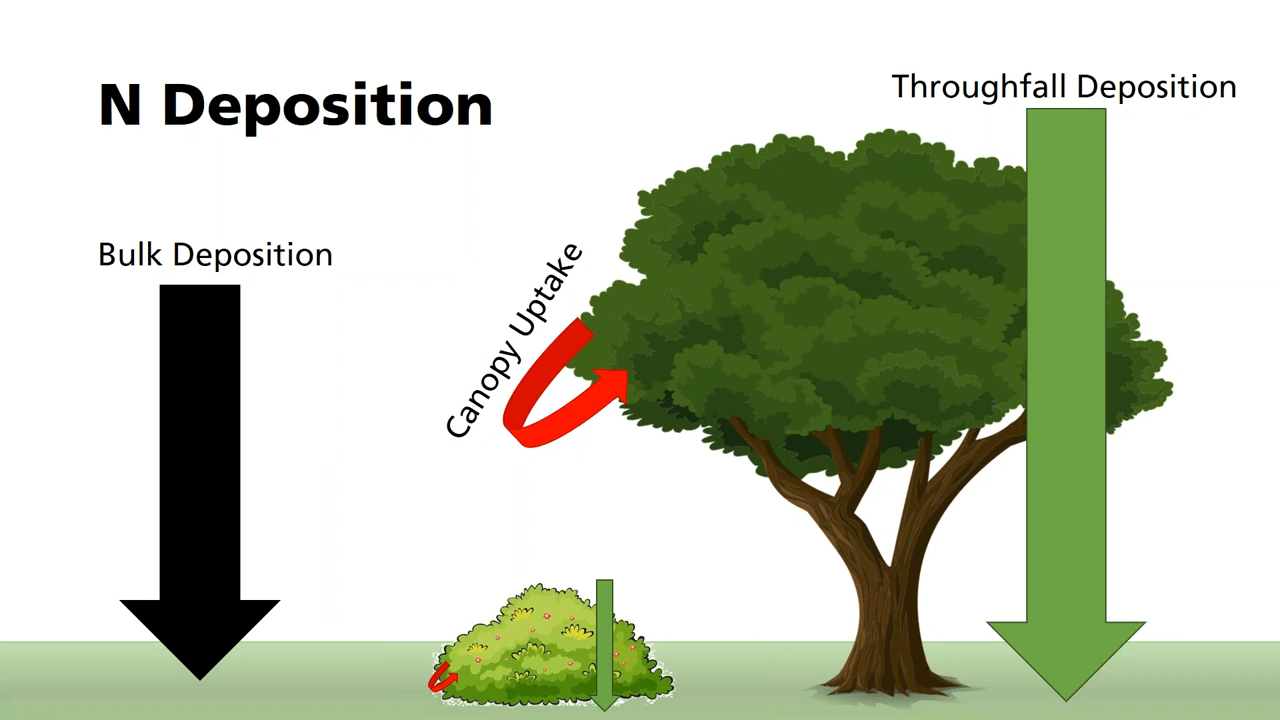 N Deposition
Throughfall Deposition
Bulk Deposition
Canopy Uptake